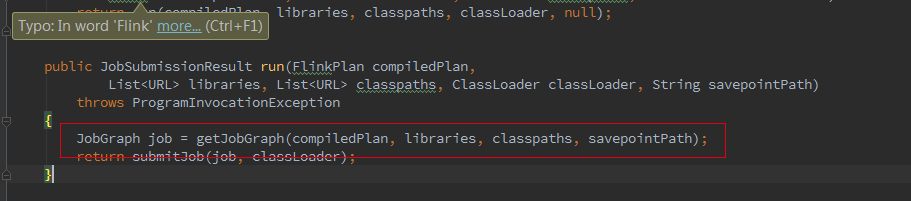 (compiledPlan, libraries, classpaths, classLoader, null);
Typo: In word 'Flink' more... (Ctrl+F1)
public JobSubmissionResult run(FlinkPlan compiledPlan,
List<URL> libraries, List<URL> classpaths, ClassLoader classLoader, String savepointPath)
throws ProgramInvocationException
{
JobGraph job = getJobGraph(compiledPlan, libraries, classpaths, savepointPath);
return submitJob(job, classLoader);
}